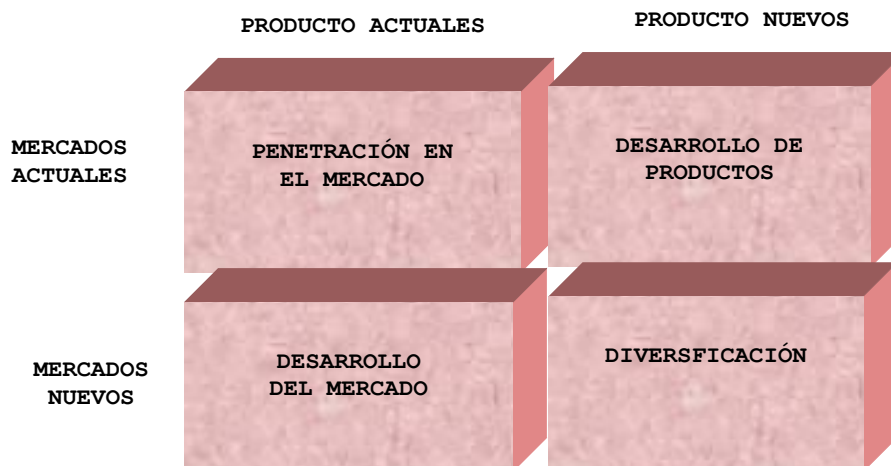 PRODUCTO ACTUALES
PRODUCTO NUEVOS
MERCADOS
ACTUALES
PENETRACIÓN EN
EL MERCADO
DESARROLLO DE
PRODUCTOS
MERCADOS
NUEVOS
DESARROLLO
DEL MERCADO
DIVERSFICACIÓN